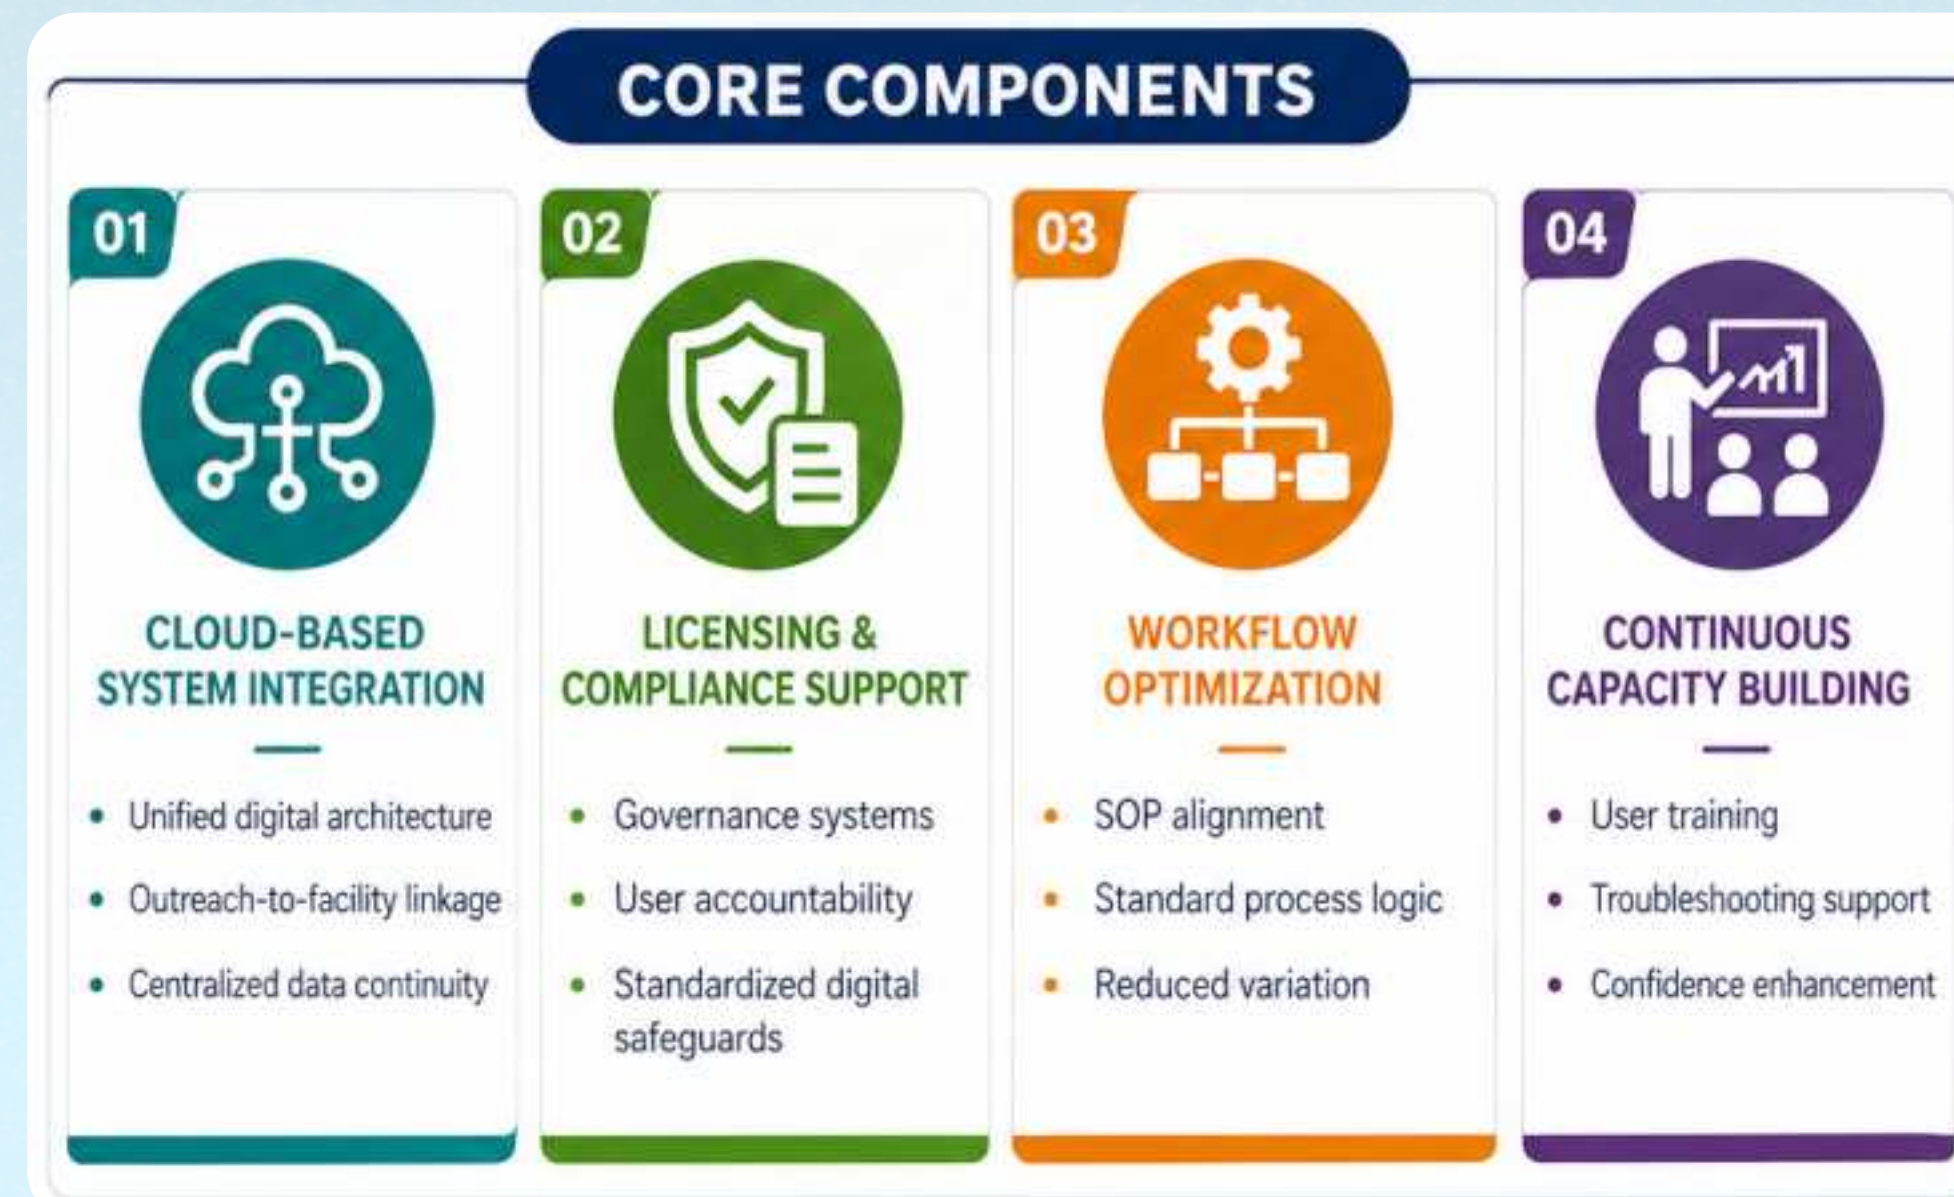 CORE COMPONENTS
01
CLOUD-BASED
SYSTEM INTEGRATION
• Unified digital architecture
• Outreach-to-facility linkage
• Centralized data continuity
02
LICENSING &
COMPLIANCE SUPPORT
• Governance systems
• User accountability
• Standardized digital
safeguards
03
WORKFLOW
OPTIMIZATION
• SOP alignment
• Standard process logic
• Reduced variation
04
CONTINUOUS
CAPACITY BUILDING
• User training
• Troubleshooting support
• Confidence enhancement